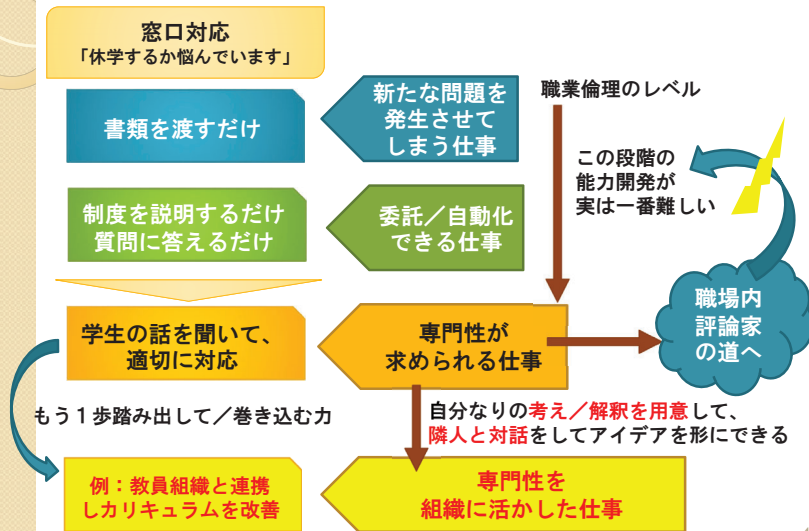 窓口対応
「休学するか悩んでいます」
書類を渡すだけ
新たな問題を
発生させて
しまう仕事
職業倫理のレベル
この段階の
能力開発が
実は一番難しい
制度を説明するだけ
質問に答えるだけ
委託／自動化
できる仕事
職場内
評論家
の道へ
学生の話を聞いて、
適切に対応
専門性が
求められる仕事
もう１歩踏み出して／巻き込む力
自分なりの考え／解釈を用意して、
隣人と対話をしてアイデアを形にできる
例：教員組織と連携
しカリキュラムを改善
専門性を
組織に活かした仕事